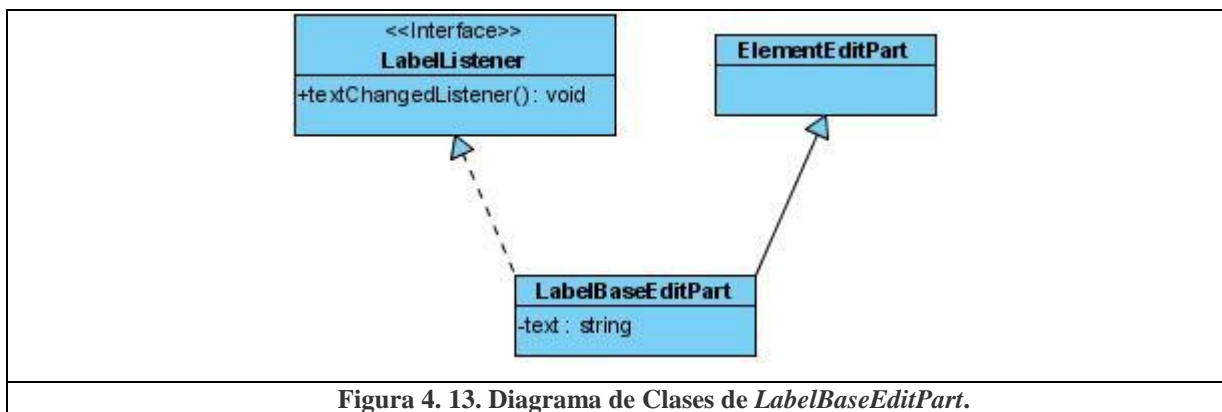 <<Interface>>
LabelListener
+textChangedListener() : void
ElementEditPart
LabelBaseEditPart
-text : string
Figura 4. 13. Diagrama de Clases de LabelBaseEditPart.